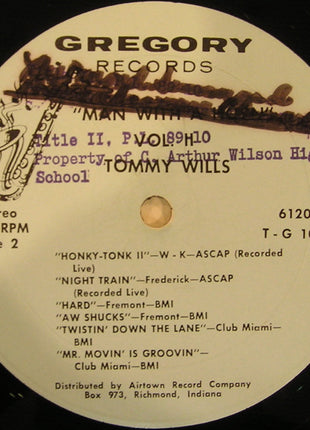 GREGORY
RECORDS
"MAN WITH A
VOL. II
Title II, P.L. 89-10
Property of C. Arthur Wilson Hi
School
TOMMY WILLS
reo
RPM
e 2
6120
T-G 10
"HONKY-TONK II"—W-K—ASCAP (Recorded
Live)
"NIGHT TRAIN"—Frederick—ASCAP
(Recorded Live)
"HARD"—Fremont—BMI
"AW SHUCKS"—Fremont—BMI
"TWISTIN' DOWN THE LANE"—Club Miami—
BMI
"MR. MOVIN' IS GROOVIN"—
Club Miami—BMI
Distributed by Airtown Record Company
Box 973, Richmond, Indiana